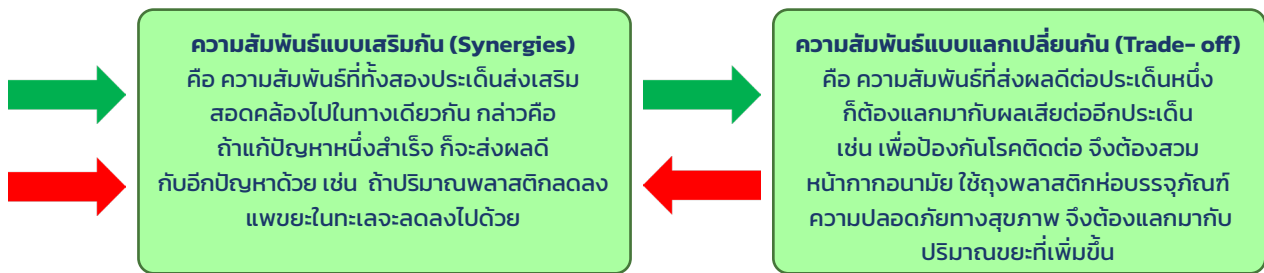 ความสัมพันธ์แบบเสริมกัน (Synergies)
คือ ความสัมพันธ์ที่ทั้งสองประเด็นส่งเสริม
สอดคล้องไปในทางเดียวกัน กล่าวคือ
ถ้าแก้ปัญหาหนึ่งสำเร็จ ก็จะส่งผลดี
กับอีกปัญหาด้วย เช่น ถ้าปริมาณพลาสติกลดลง
แพขยะในทะเลจะลดลงไปด้วย
ความสัมพันธ์แบบแลกเปลี่ยนกัน (Trade- off)
คือ ความสัมพันธ์ที่ส่งผลดีต่อประเด็นหนึ่ง
ก็ต้องแลกมากับผลเสียต่ออีกประเด็น
เช่น เพื่อป้องกันโรคติดต่อ จึงต้องสวม
หน้ากากอนามัย ใช้ถุงพลาสติกห่อบรรจุภัณฑ์
ความปลอดภัยทางสุขภาพ จึงต้องแลกมากับ
ปริมาณขยะที่เพิ่มขึ้น